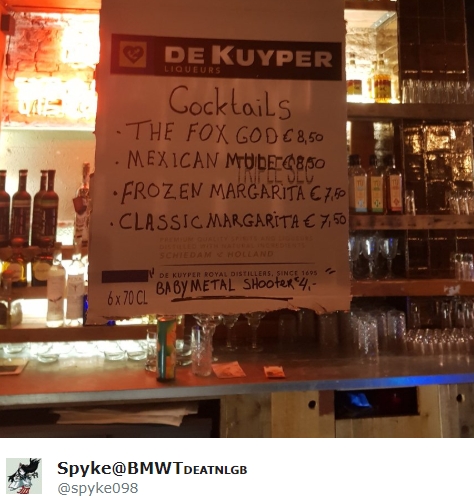 DE KUYPER
LIQUEURS
Cocktails
· THE FOX GOD € 8,50
· MEXICAN MULE € 8,50
TRIPLE SEC
· FROZEN MARGARITA € 7,50
· CLASSIC MARGARITA € 7,50
SCHIEDAM HOLLAND
DE KUYPER ROYAL DISTILLERS, SINCE 1695
6 x 70 CL
"BABYMETAL SHOOTER € 4,- "
Spyke@BMWTDEATNLGB
@spyke098